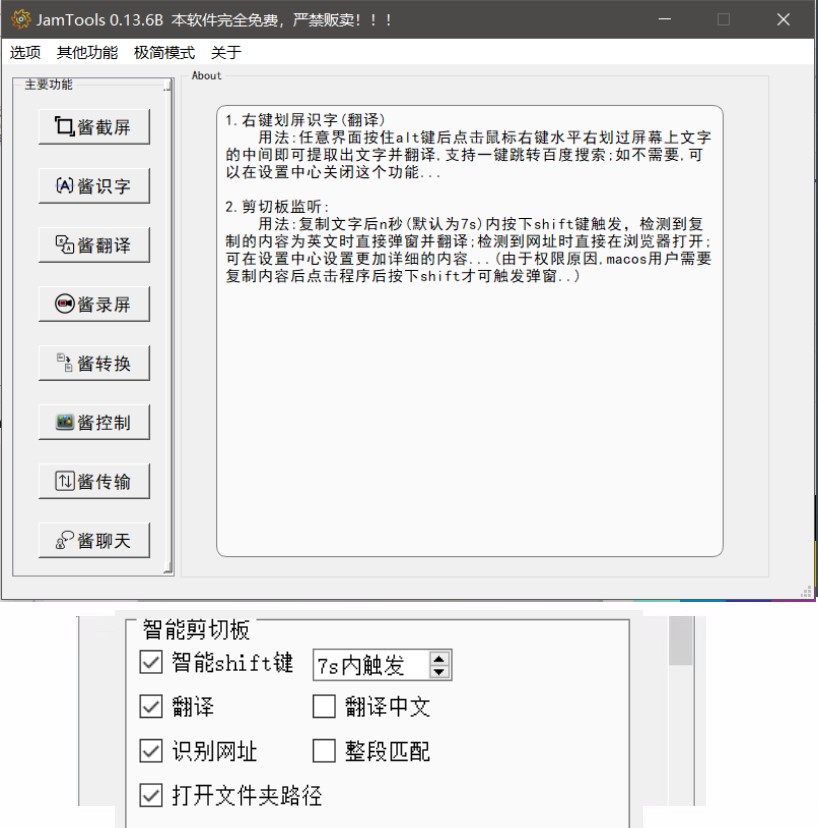 JamTools 0.13.6B 本软件完全免费，严禁贩卖！！！
选项 其他功能 极简模式 关于
主要功能
酱截屏
酱识字
酱翻译
酱录屏
酱转换
酱控制
酱传输
酱聊天
About
1.右键划屏识字(翻译)
用法:任意界面按住alt键后点击鼠标右键水平右划过屏幕上文字
的中间即可提取出文字并翻译,支持一键跳转百度搜索;如不需要,可
以在设置中心关闭这个功能...
2.剪切板监听:
用法:复制文字后n秒(默认为7s)内按下shift键触发，检测到复
制的内容为英文时直接弹窗并翻译;检测到网址时直接在浏览器打开;
可在设置中心设置更加详细的内容...(由于权限原因,macos用户需要
复制内容后点击程序后按下shift才可触发弹窗..)
智能剪切板
智能shift键 7s内触发
翻译 翻译中文
识别网址 整段匹配
打开文件夹路径